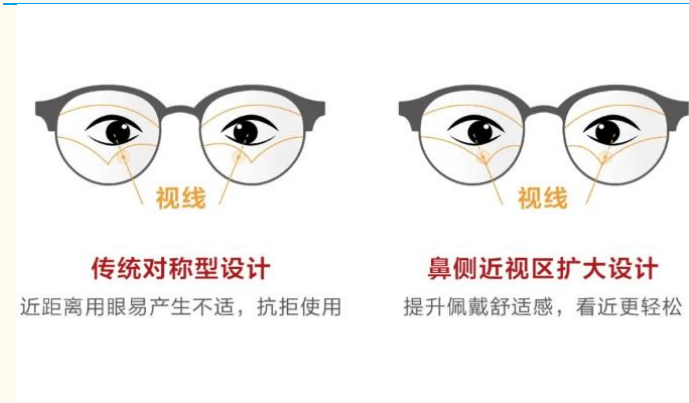 视线
视线
传统对称型设计
鼻侧近视区扩大设计
近距离用眼易产生不适，抗拒使用
提升佩戴舒适感，看近更轻松